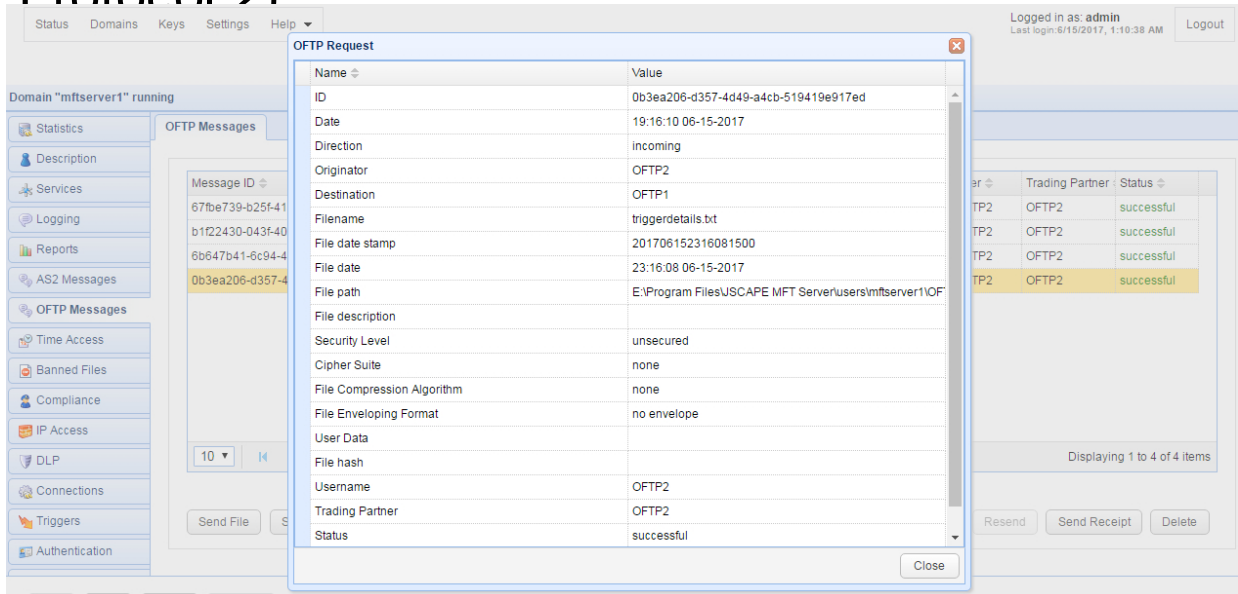 Protocol 2)
Status Domains Keys Settings Help
Logged in as: admin
Last login:6/15/2017, 1:10:38 AM
Logout
Domain "mftserver1" running
Statistics
Description
Services
Logging
Reports
AS2 Messages
OFTP Messages
Time Access
Banned Files
Compliance
IP Access
DLP
Connections
Triggers
Authentication
OFTP Messages
Message ID
67fbe739-b25f-41
b1f22430-043f-40
6b647b41-6c94-4
0b3ea206-d357-4
10
Send File S
OFTP Request
Name Value
ID 0b3ea206-d357-4d49-a4cb-519419e917ed
Date 19:16:10 06-15-2017
Direction incoming
Originator OFTP2
Destination OFTP1
Filename triggerdetails.txt
File date stamp 201706152316081500
File date 23:16:08 06-15-2017
File path E:\Program Files\JSCAPE MFT Server\users\mftserver1\OF
File description
Security Level unsecured
Cipher Suite none
File Compression Algorithm none
File Enveloping Format no envelope
User Data
File hash
Username OFTP2
Trading Partner OFTP2
Status successful
Close
er Trading Partner Status
TP2 OFTP2 successful
TP2 OFTP2 successful
TP2 OFTP2 successful
TP2 OFTP2 successful
Displaying 1 to 4 of 4 items
Resend Send Receipt Delete